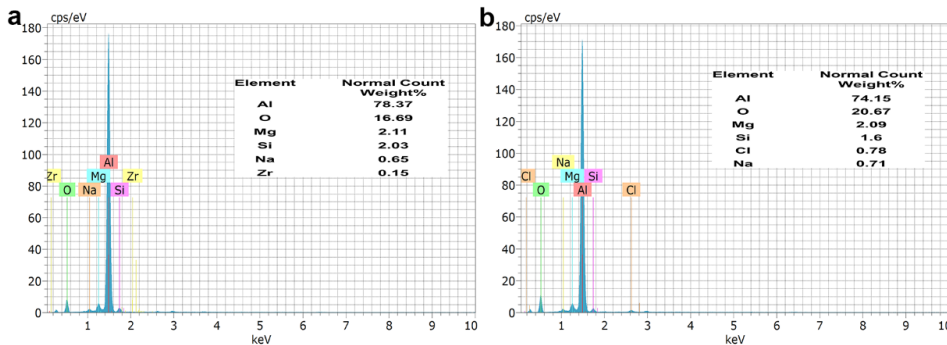 a
cps/eV
180
160
140
120
100
80
60
40
20
0
Element Normal Count Weight%
Al 78.37
O 16.69
Mg 2.11
Si 2.03
Na 0.65
Zr 0.15
Al
Zr Mg Zr
O Na Si
1 2 3 4 5 6 7 8 9 10
keV
b
cps/eV
180
160
140
120
100
80
60
40
20
0
Element Normal Count Weight%
Al 74.15
O 20.67
Mg 2.09
Si 1.6
Cl 0.78
Na 0.71
Na
Cl Mg Si
O Al Cl
1 2 3 4 5 6 7 8 9 10
keV